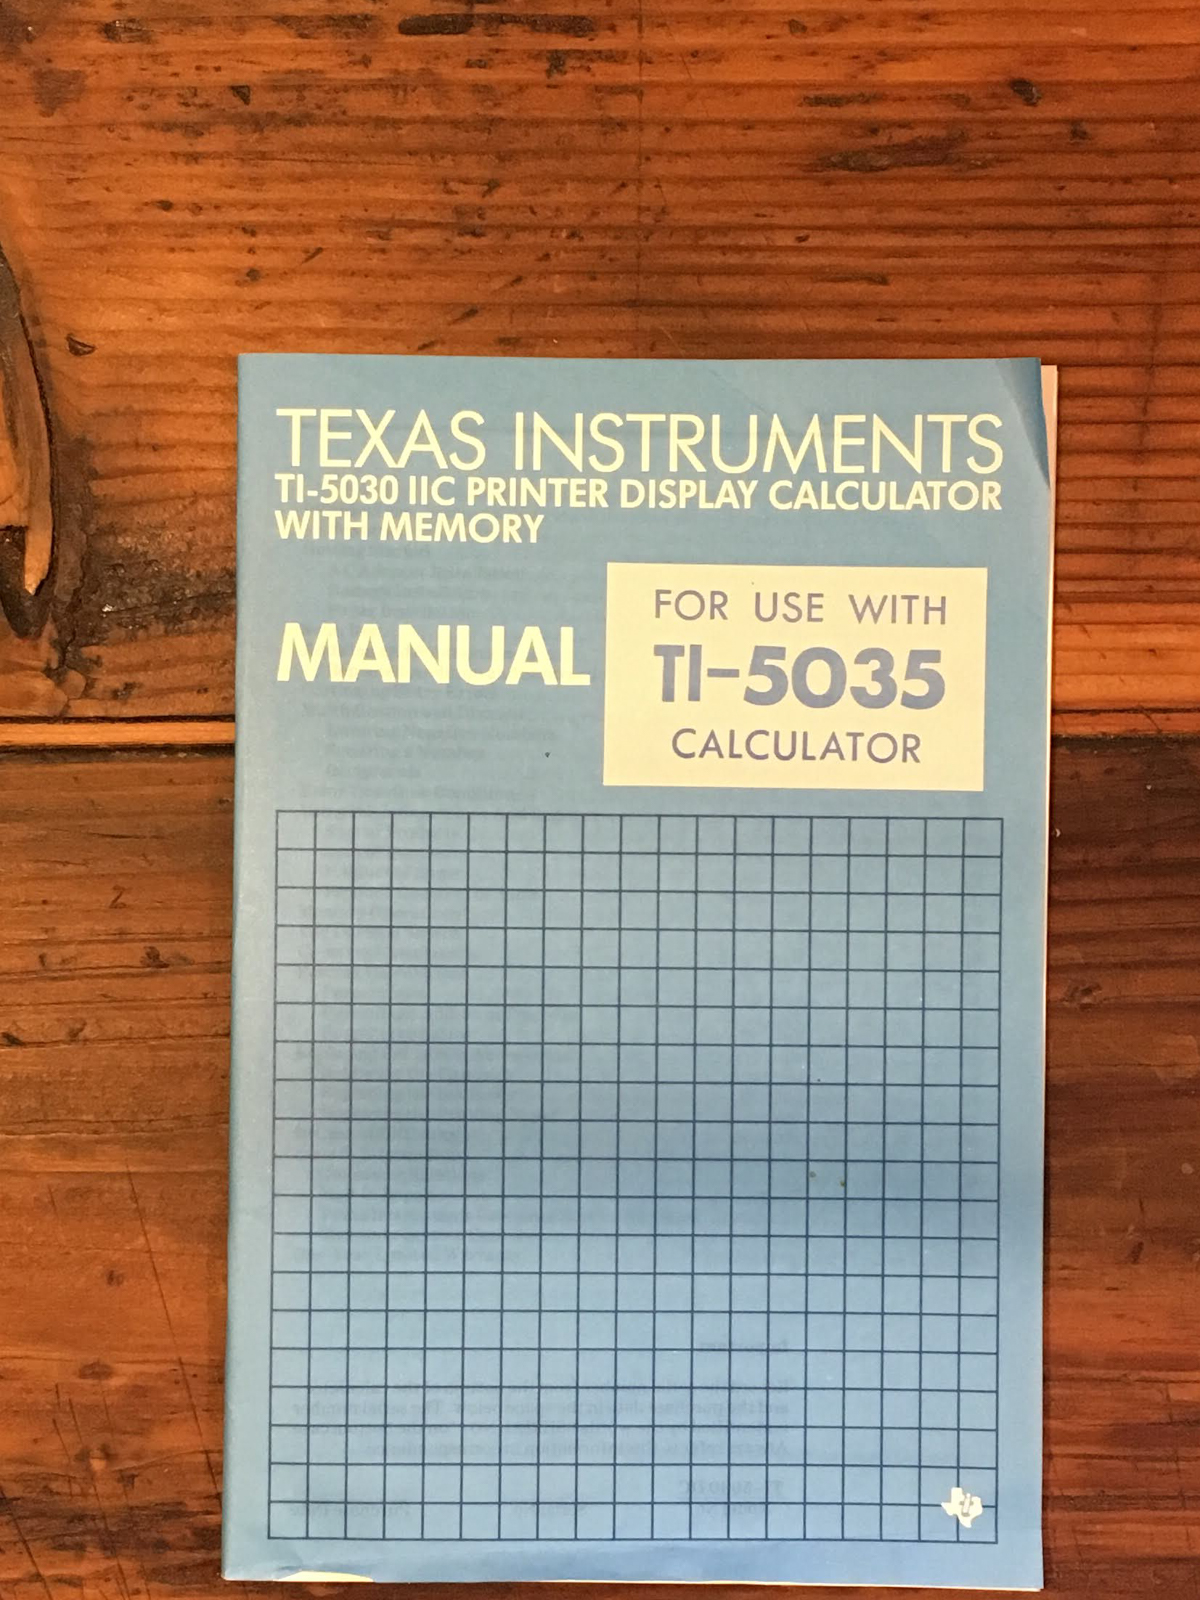 TEXAS INSTRUMENTS
TI-5030 IIC PRINTER DISPLAY CALCULATOR
WITH MEMORY
MANUAL
FOR USE WITH
TI-5035
CALCULATOR